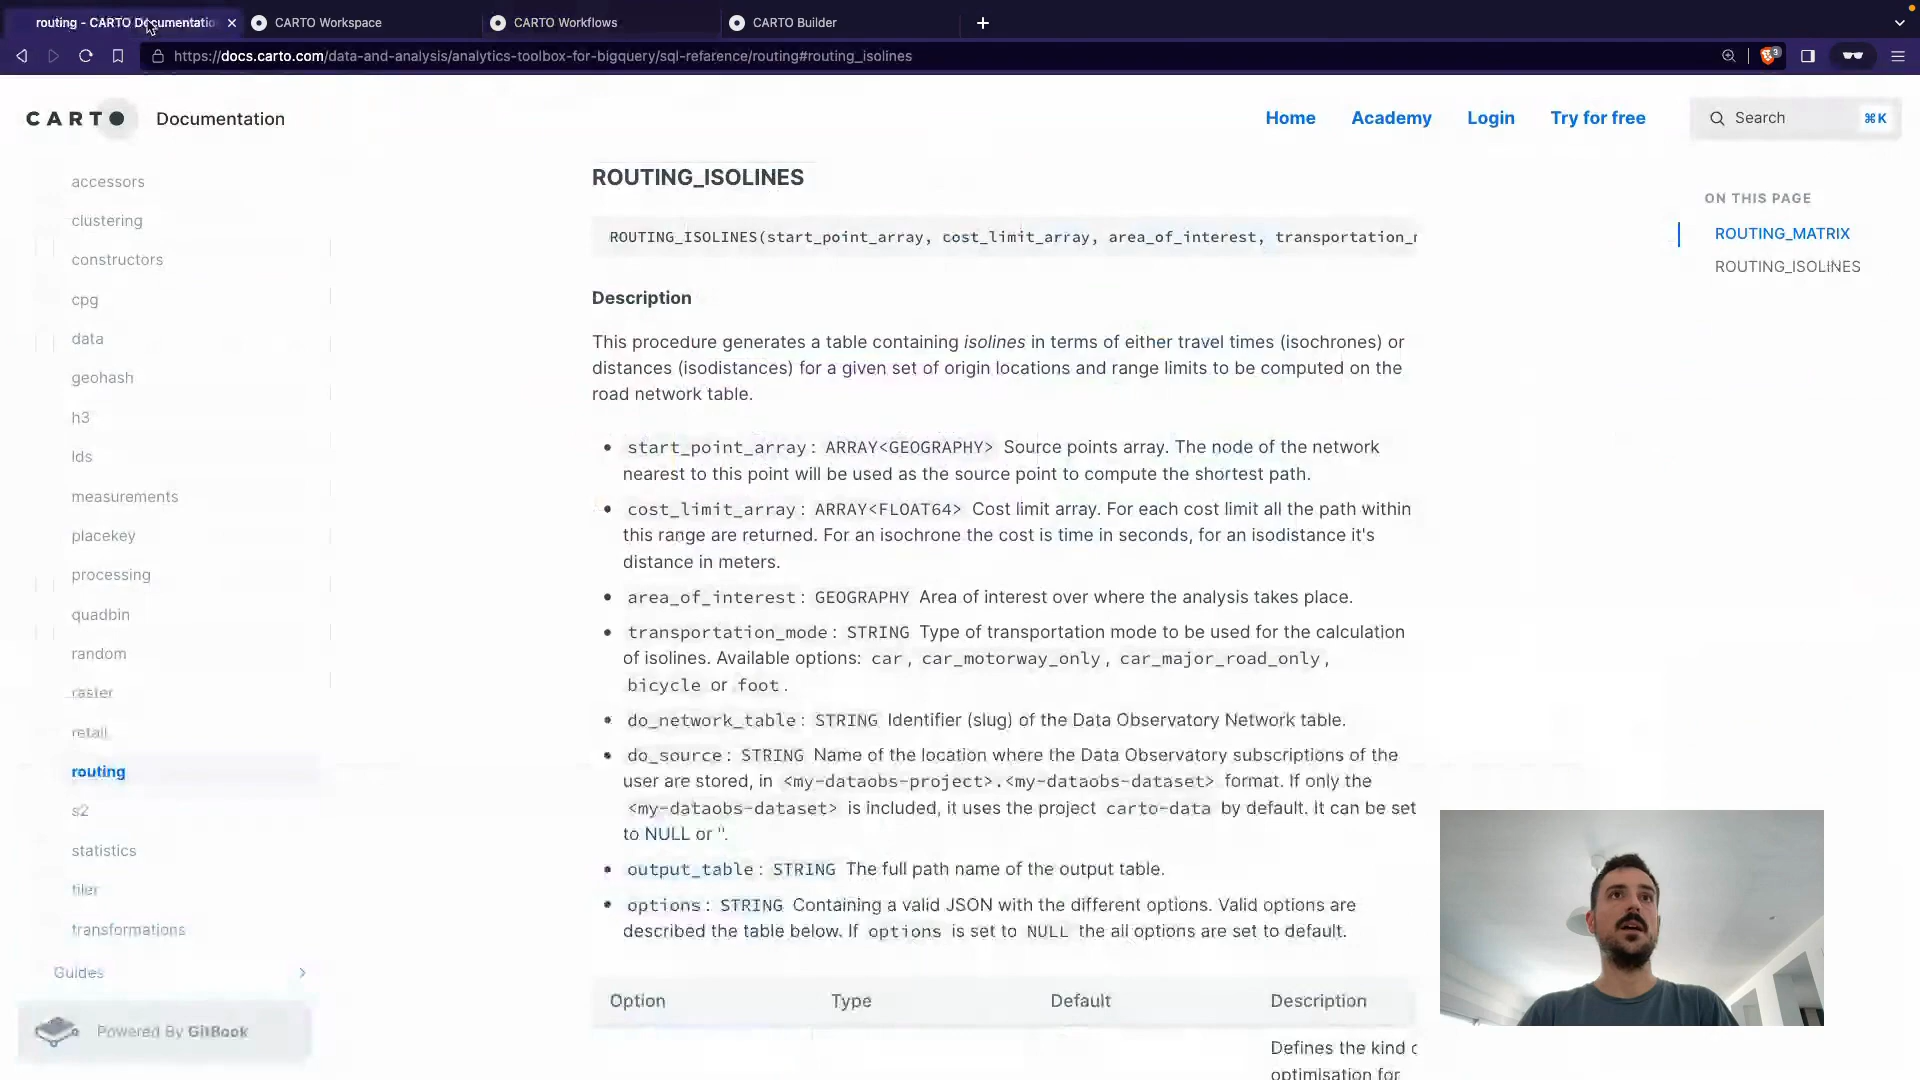 routing - CARTO Documentatio
CARTO Workspace
CARTO Workflows
CARTO Builder
https://docs.carto.com/data-and-analysis/analytics-toolbox-for-bigquery/sql-reference/routing#routing_isolines
3
CARTO
Documentation
Home
Academy
Login
Try for free
Search
⌘K
accessors
clustering
constructors
cpg
data
geohash
h3
lds
measurements
placekey
processing
quadbin
random
raster
retail
routing
s2
statistics
tiler
transformations
Guides
Powered By GitBook
ROUTING_ISOLINES
ROUTING_ISOLINES(start_point_array, cost_limit_array, area_of_interest, transportation_m
Description
This procedure generates a table containing isolines in terms of either travel times (isochrones) or
distances (isodistances) for a given set of origin locations and range limits to be computed on the
road network table.
• start_point_array: ARRAY<GEOGRAPHY> Source points array. The node of the network
nearest to this point will be used as the source point to compute the shortest path.
• cost_limit_array: ARRAY<FLOAT64> Cost limit array. For each cost limit all the path within
this range are returned. For an isochrone the cost is time in seconds, for an isodistance it's
distance in meters.
• area_of_interest: GEOGRAPHY Area of interest over where the analysis takes place.
• transportation_mode: STRING Type of transportation mode to be used for the calculation
of isolines. Available options: car, car_motorway_only, car_major_road_only,
bicycle or foot.
• do_network_table: STRING Identifier (slug) of the Data Observatory Network table.
• do_source: STRING Name of the location where the Data Observatory subscriptions of the
user are stored, in <my-dataobs-project>.<my-dataobs-dataset> format. If only the
<my-dataobs-dataset> is included, it uses the project carto-data by default. It can be set
to NULL or ''.
• output_table: STRING The full path name of the output table.
• options: STRING Containing a valid JSON with the different options. Valid options are
described the table below. If options is set to NULL the all options are set to default.
Option Type Default Description
Defines the kind o
optimisation for
ON THIS PAGE
ROUTING_MATRIX
ROUTING_ISOLINES